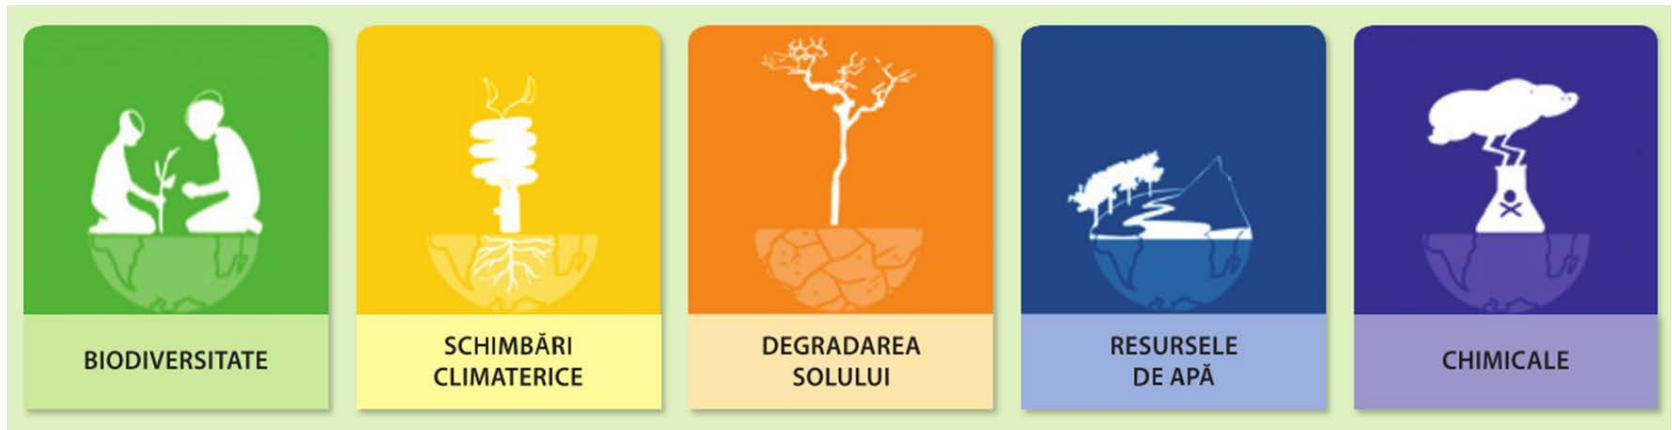 BIODIVERSITATE
SCHIMBĂRI
CLIMATERICE
DEGRADAREA
SOLULUI
RESURSELE
DE APĂ
CHIMICALE